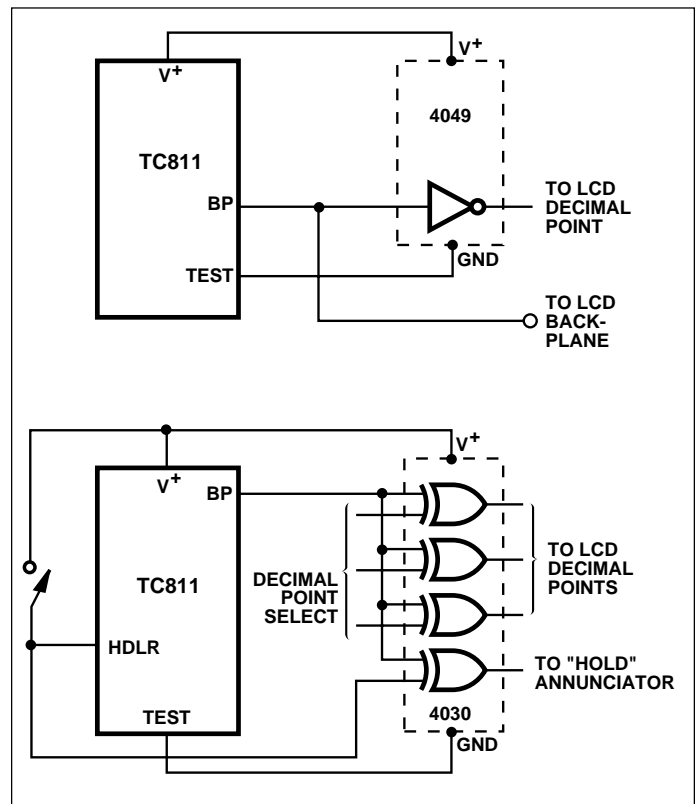 V+
V+
4049
TC811
BP
TO LCD
DECIMAL
POINT
TEST
GND
TO LCD
BACK-
PLANE
V+
V+
BP
TC811
DECIMAL
POINT
SELECT
TO LCD
DECIMAL
POINTS
HDLR
TO "HOLD"
ANNUNCIATOR
TEST
4030
GND